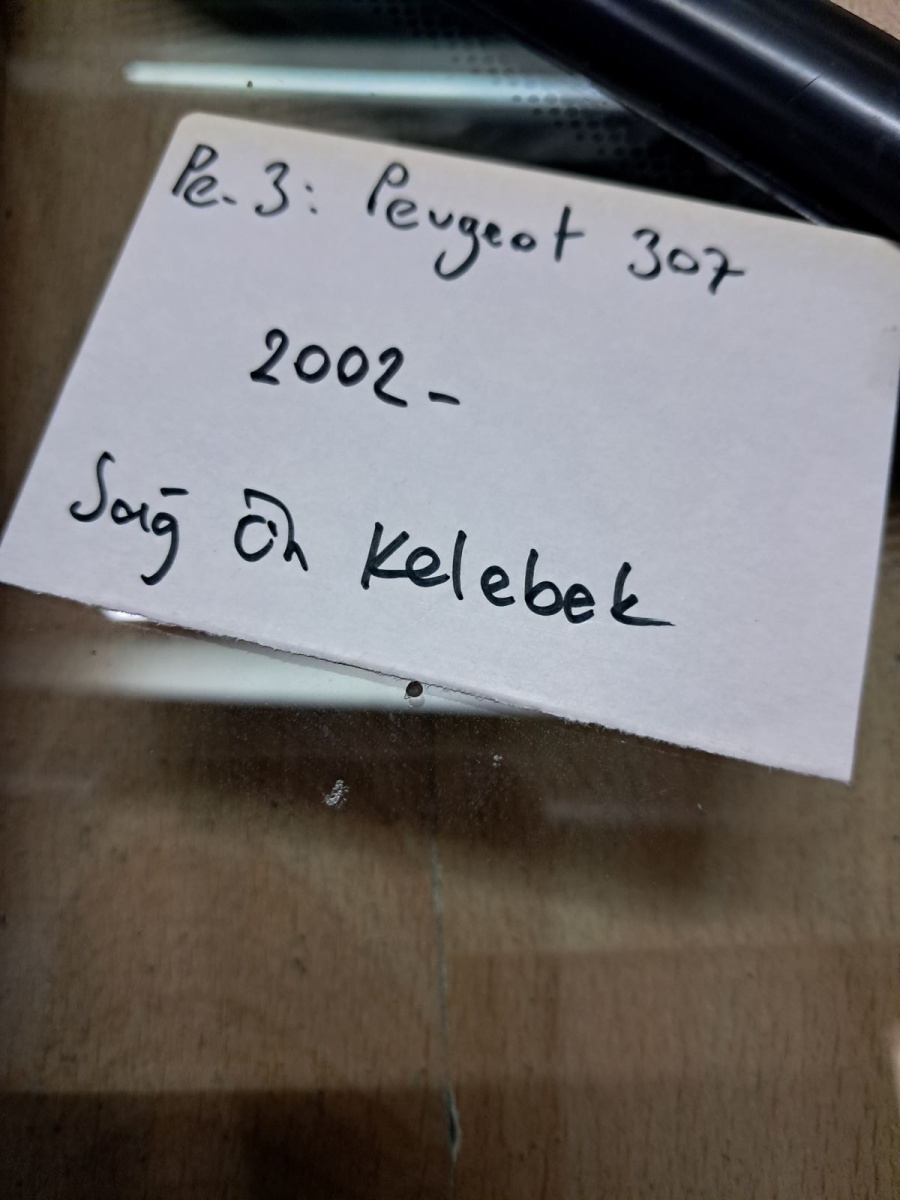 Pe-3: Peugeot 307
2002-
Sağ Ön Kelebek